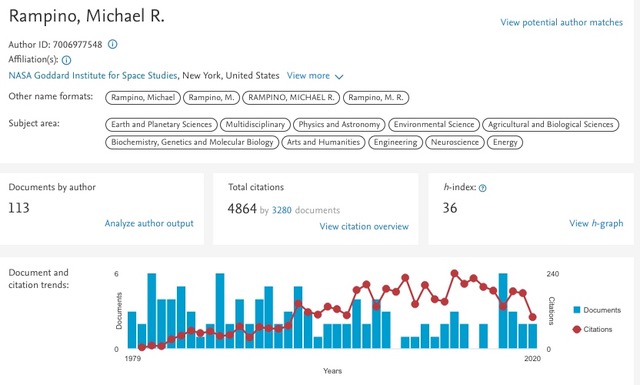 Rampino, Michael R.
View potential author matches
Author ID: 7006977548
Affiliation(s):
NASA Goddard Institute for Space Studies, New York, United States View more
Other name formats: Rampino, Michael Rampino, M. RAMPINO, MICHAEL R. Rampino, M. R.
Subject area: Earth and Planetary Sciences Multidisciplinary Physics and Astronomy Environmental Science Agricultural and Biological Sciences
Biochemistry, Genetics and Molecular Biology Arts and Humanities Engineering Neuroscience Energy
Documents by author
113
Analyze author output
Total citations
4864 by 3280 documents
View citation overview
h-index: ?
36
View h-graph
Document and
citation trends:
6
0
Documents
240
0
Citations
1979
2020
Years
Documents
Citations